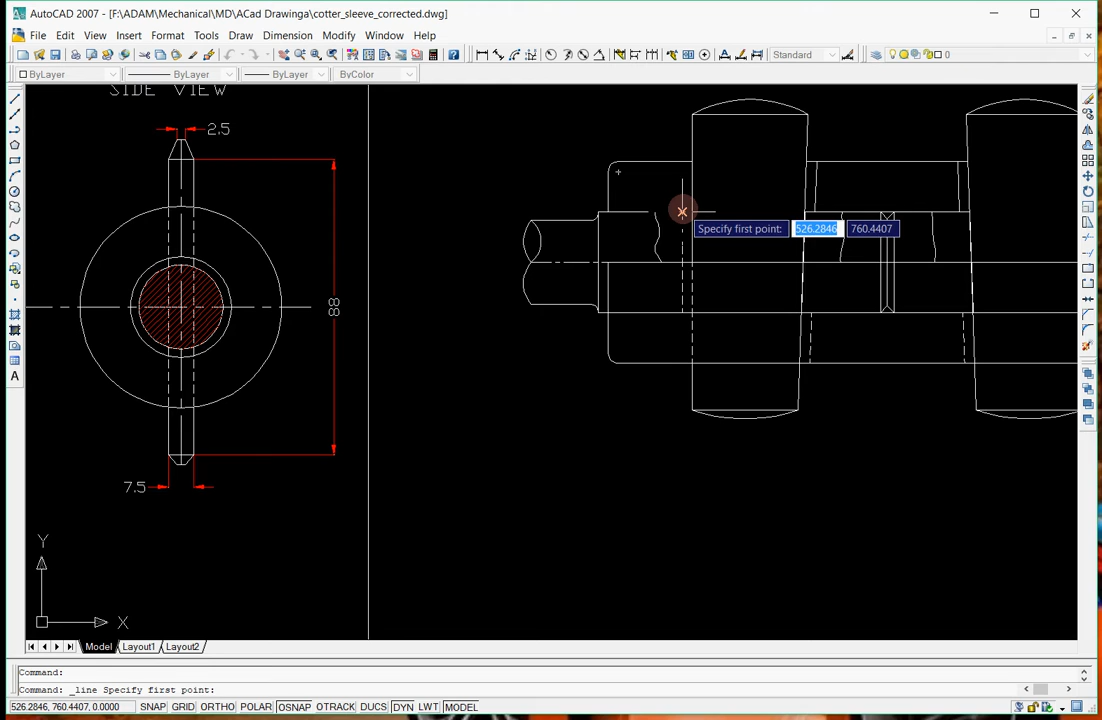 AutoCAD 2007 - [F:\ADAM\Mechanical\MD\ACad Drawinga\cotter_sleeve_corrected.dwg]
File Edit View Insert Format Tools Draw Dimension Modify Window Help
Standard 0
ByLayer ByLayer ByLayer ByColor
SIDE VIEW
2.5
Specify first point: 526.2846 760.4407
88
7.5
Y
X
A
Model Layout1 Layout2
Command:
Command: _line Specify first point:
526.2846, 760.4407, 0.0000 SNAP GRID ORTHO POLAR OSNAP OTRACK DUCS DYN LWT MODEL